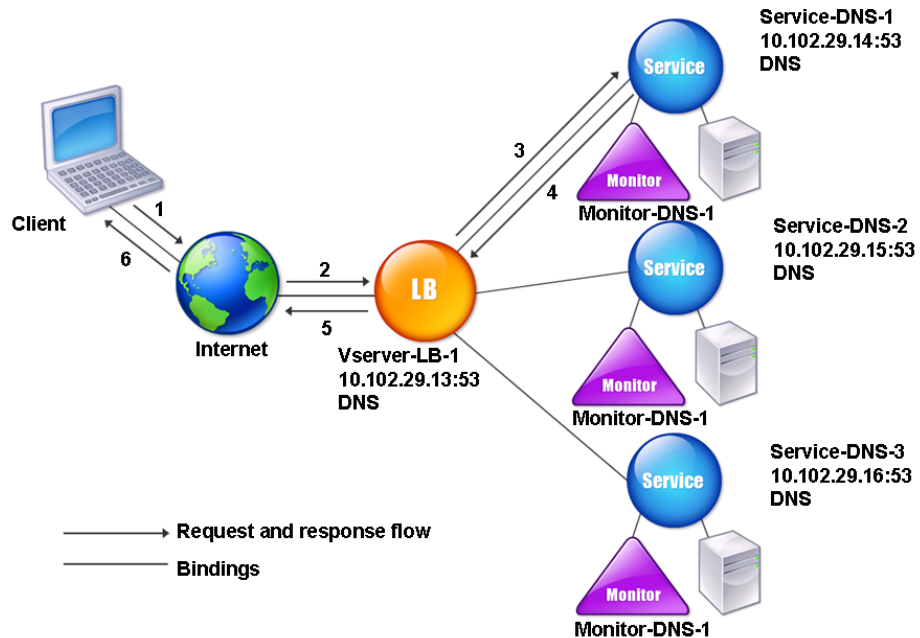 Service-DNS-1
10.102.29.14:53
DNS
Service
3
4
Monitor
Monitor-DNS-1
Client
1
6
2
5
Internet
LB
Vserver-LB-1
10.102.29.13:53
DNS
Service-DNS-2
10.102.29.15:53
DNS
Service
Monitor
Monitor-DNS-1
Service-DNS-3
10.102.29.16:53
DNS
Service
Monitor
Monitor-DNS-1
Request and response flow
Bindings